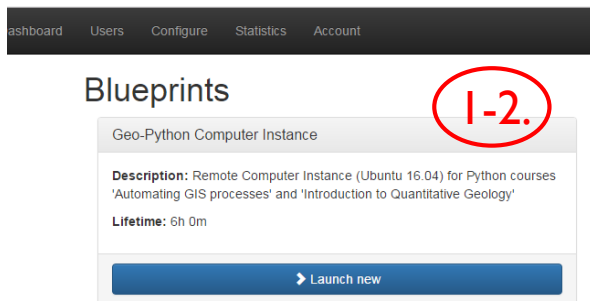 ashboard Users Configure Statistics Account
Blueprints
1-2.
Geo-Python Computer Instance
Description: Remote Computer Instance (Ubuntu 16.04) for Python courses
'Automating GIS processes' and 'Introduction to Quantitative Geology'
Lifetime: 6h 0m
Launch new